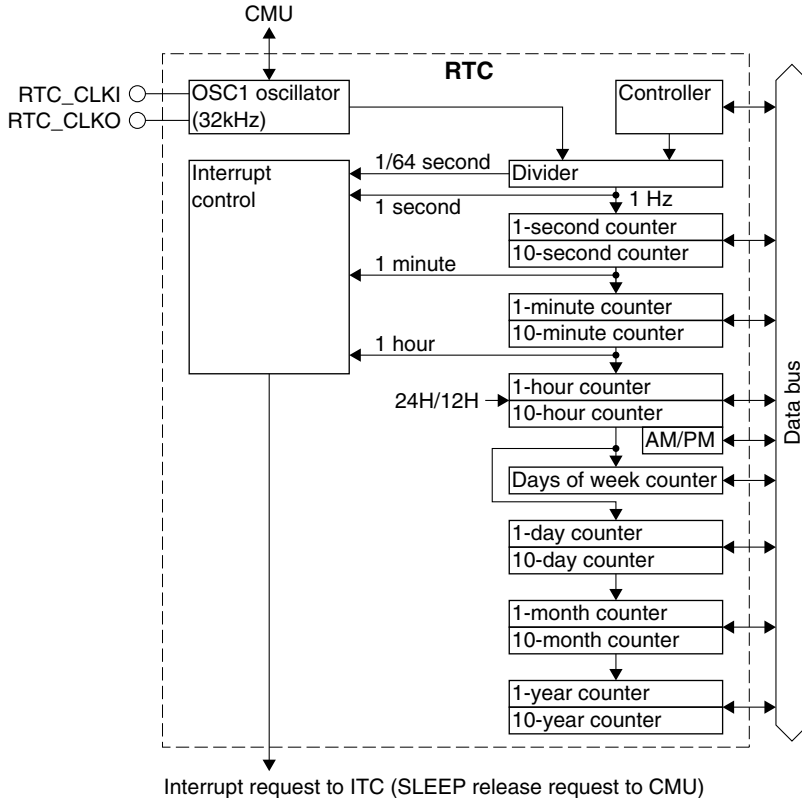 CMU
RTC
RTC_CLKI
RTC_CLKO
OSC1 oscillator
(32kHz)
Controller
Interrupt
control
1/64 second
Divider
1 second
1 Hz
1-second counter
10-second counter
1 minute
1-minute counter
10-minute counter
1 hour
1-hour counter
24H/12H
10-hour counter
AM/PM
Days of week counter
1-day counter
10-day counter
1-month counter
10-month counter
1-year counter
10-year counter
Data bus
Interrupt request to ITC (SLEEP release request to CMU)